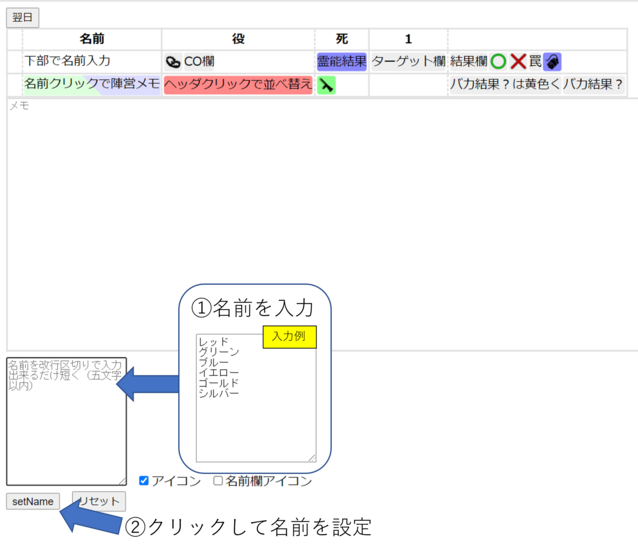 翌日
名前 役 死 1
下部で名前入力 CO欄 霊能結果 ターゲット欄 結果欄 罠
名前クリックで陣営メモ ヘッダクリックで並べ替え バカ結果？は黄色く バカ結果？
メモ
①名前を入力
入力例
レッド
グリーン
ブルー
イエロー
ゴールド
シルバー
名前を改行区切りで入力
出来るだけ短く（五文字
以内）
アイコン 名前欄アイコン
setName リセット
②クリックして名前を設定